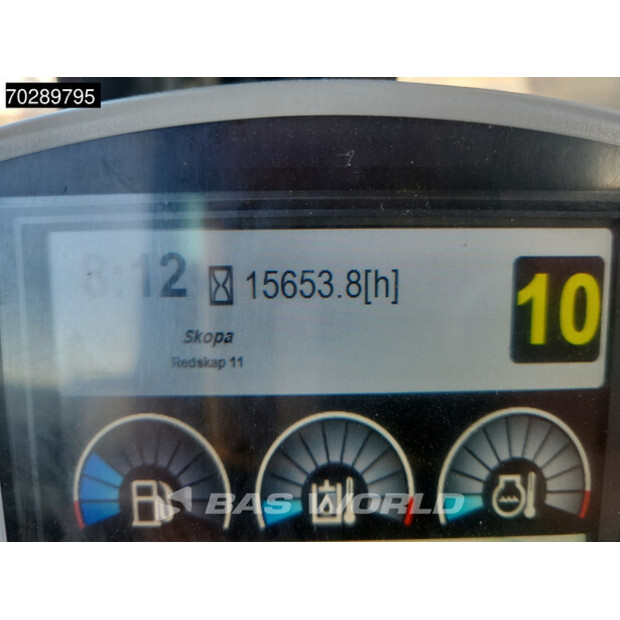 70289795
8:12 15653.8[h] 10
Skopa
Redskap 11
BAS WORLD